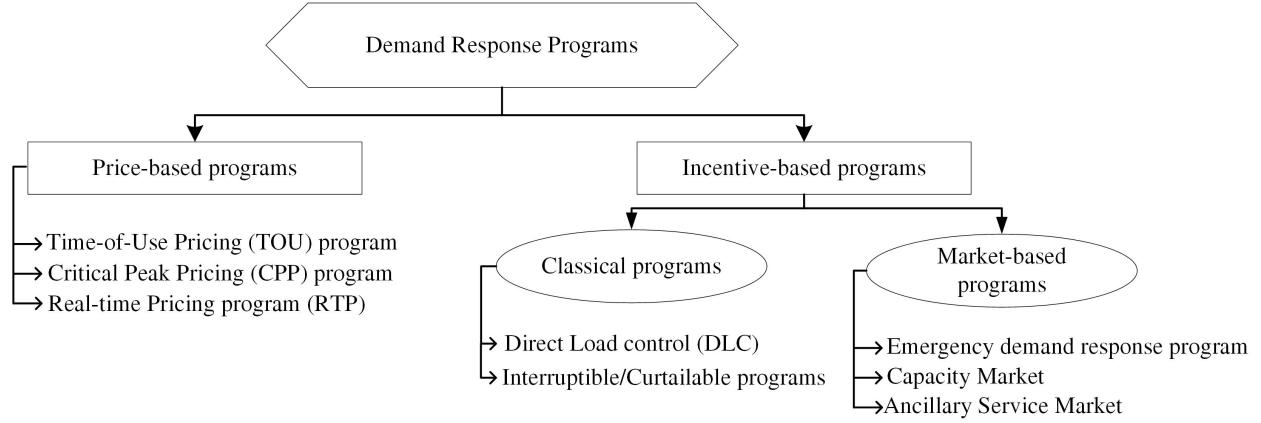 Demand Response Programs
Price-based programs
Time-of-Use Pricing (TOU) program
Critical Peak Pricing (CPP) program
Real-time Pricing program (RTP)
Incentive-based programs
Classical programs
Direct Load control (DLC)
Interruptible/Curtailable programs
Market-based
programs
Emergency demand response program
Capacity Market
Ancillary Service Market